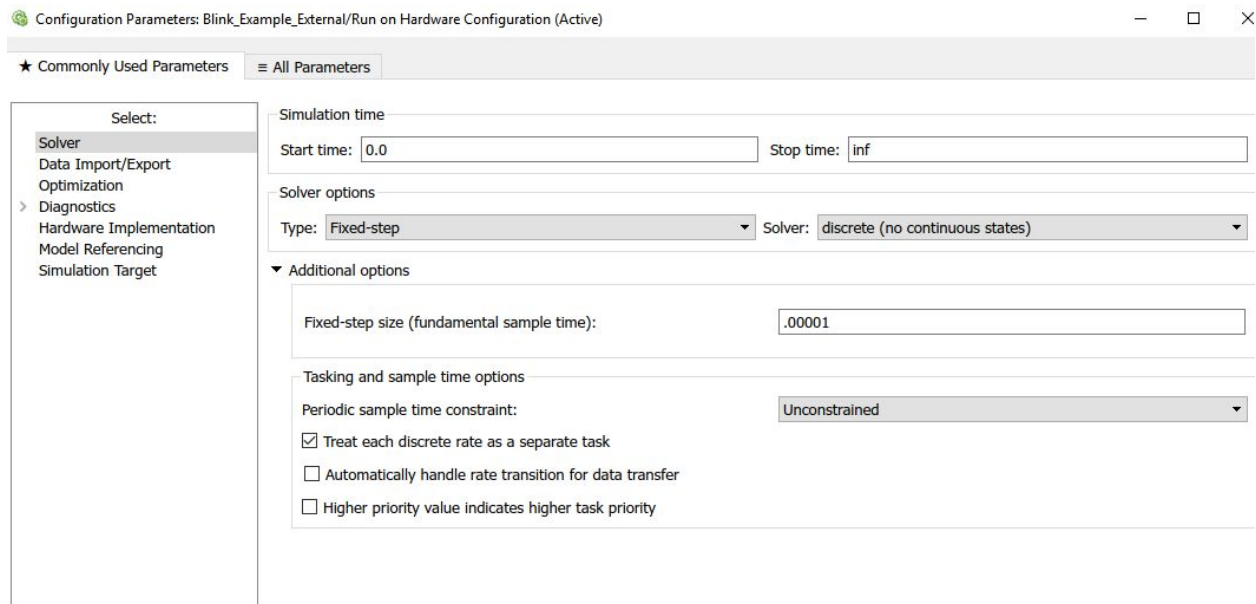 Configuration Parameters: Blink_Example_External/Run on Hardware Configuration (Active)
★ Commonly Used Parameters ≡ All Parameters
Select:
Solver
Data Import/Export
Optimization
Diagnostics
Hardware Implementation
Model Referencing
Simulation Target
Simulation time
Start time: 0.0 Stop time: inf
Solver options
Type: Fixed-step Solver: discrete (no continuous states)
Additional options
Fixed-step size (fundamental sample time): .00001
Tasking and sample time options
Periodic sample time constraint: Unconstrained
Treat each discrete rate as a separate task
Automatically handle rate transition for data transfer
Higher priority value indicates higher task priority